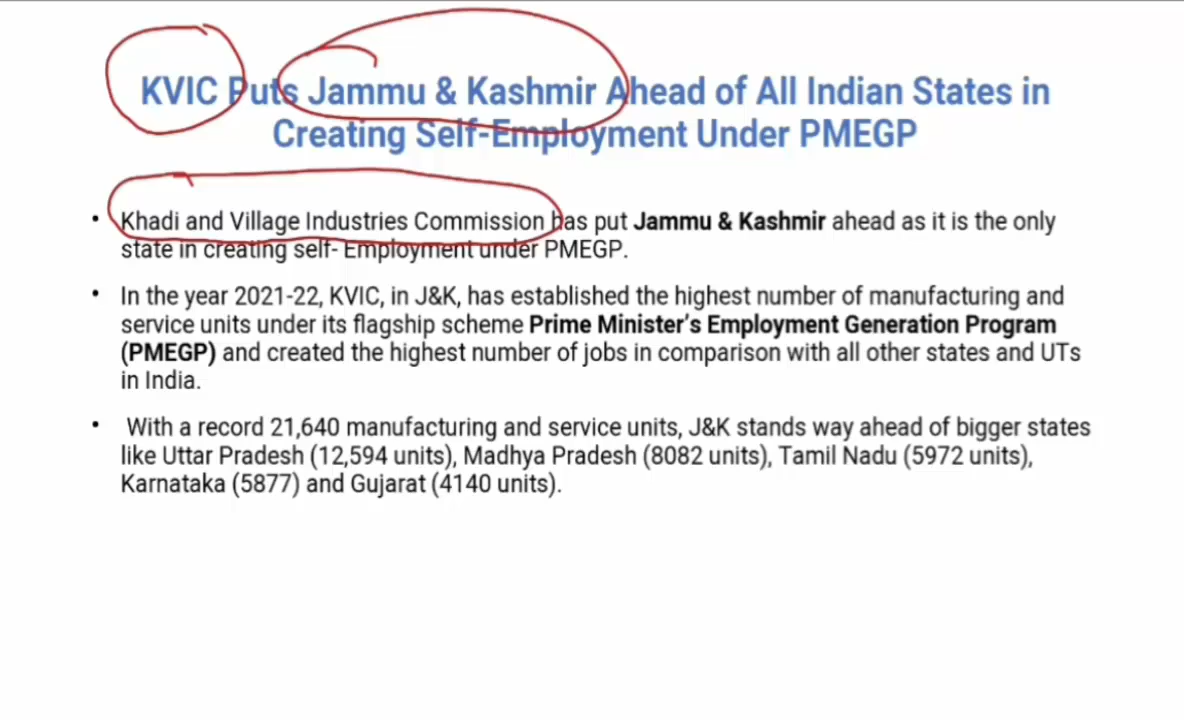 KVIC Puts Jammu & Kashmir Ahead of All Indian States in
Creating Self-Employment Under PMEGP
• Khadi and Village Industries Commission has put Jammu & Kashmir ahead as it is the only
state in creating self- Employment under PMEGP.
• In the year 2021-22, KVIC, in J&K, has established the highest number of manufacturing and
service units under its flagship scheme Prime Minister's Employment Generation Program
(PMEGP) and created the highest number of jobs in comparison with all other states and UTs
in India.
• With a record 21,640 manufacturing and service units, J&K stands way ahead of bigger states
like Uttar Pradesh (12,594 units), Madhya Pradesh (8082 units), Tamil Nadu (5972 units),
Karnataka (5877) and Gujarat (4140 units).